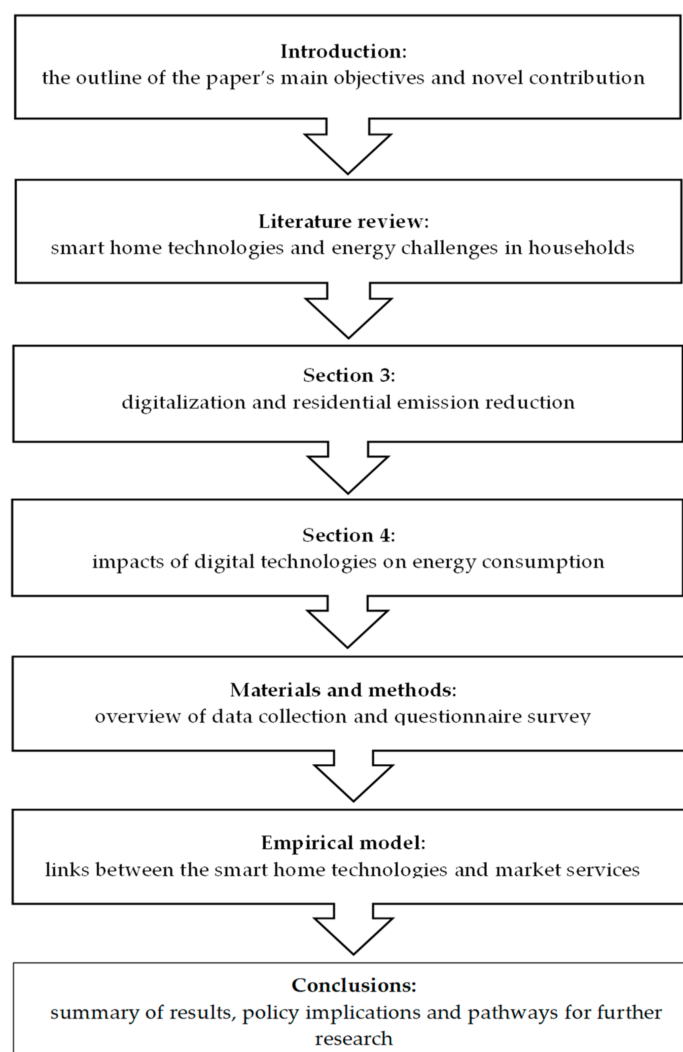 Introduction:
the outline of the paper's main objectives and novel contribution
Literature review:
smart home technologies and energy challenges in households
Section 3:
digitalization and residential emission reduction
Section 4:
impacts of digital technologies on energy consumption
Materials and methods:
overview of data collection and questionnaire survey
Empirical model:
links between the smart home technologies and market services
Conclusions:
summary of results, policy implications and pathways for further
research